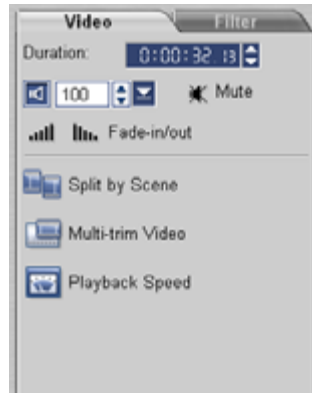 Video Filter
Duration: 0:00:32.13
100 Mute
Fade-in/out
Split by Scene
Multi-trim Video
Playback Speed